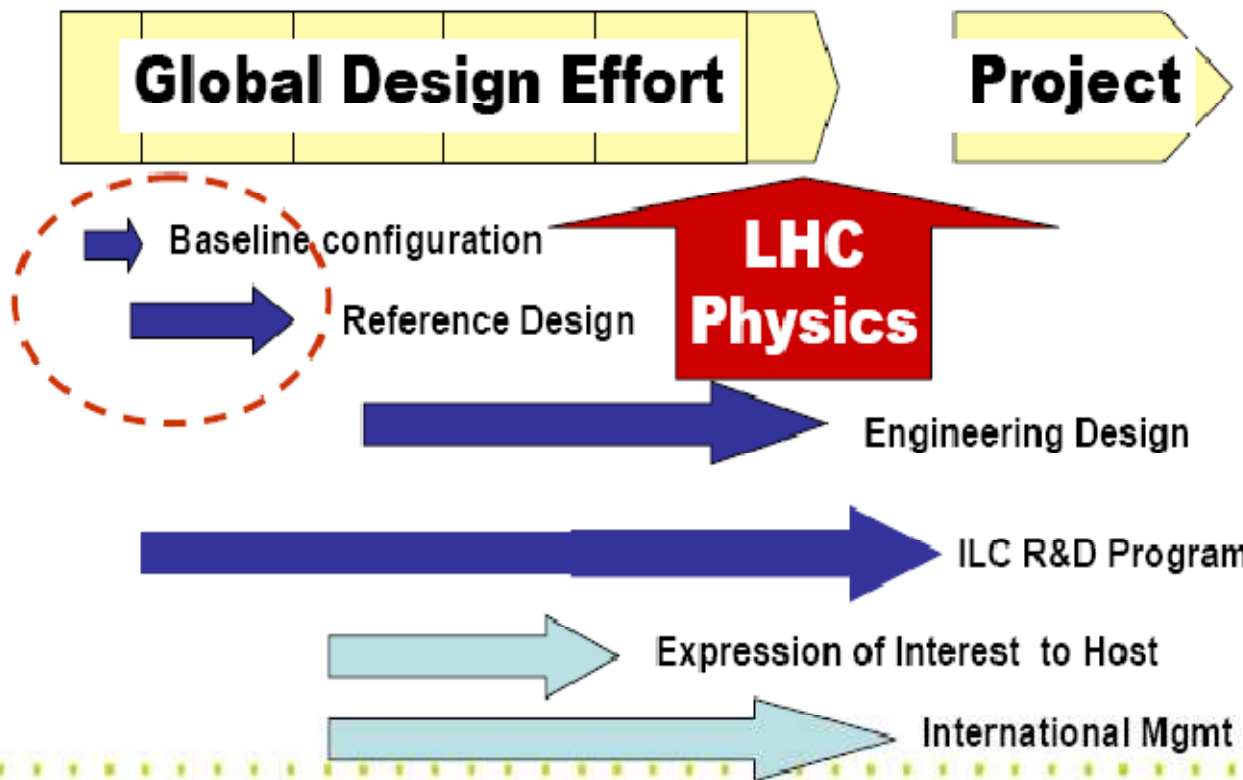 Global Design Effort
Project
Baseline configuration
LHC
Physics
Reference Design
Engineering Design
ILC R&D Program
Expression of Interest to Host
International Mgmt